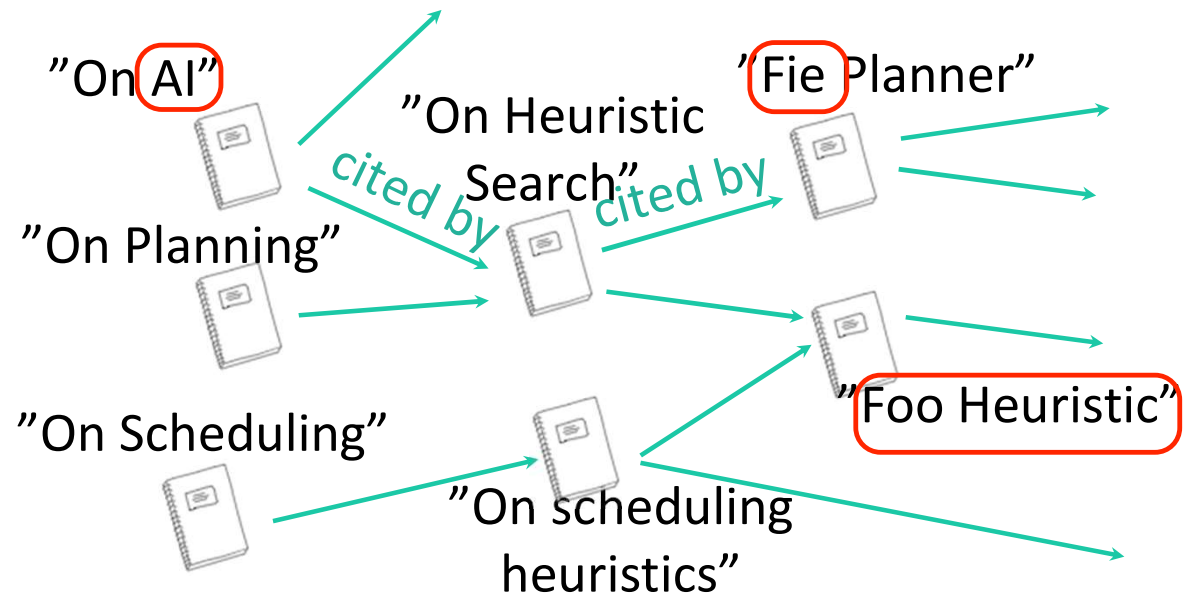 ”On AI”
”Fie Planner”
”On Heuristic
Search”
cited by
cited by
”On Planning”
”Foo Heuristic”
”On Scheduling”
”On scheduling
heuristics”